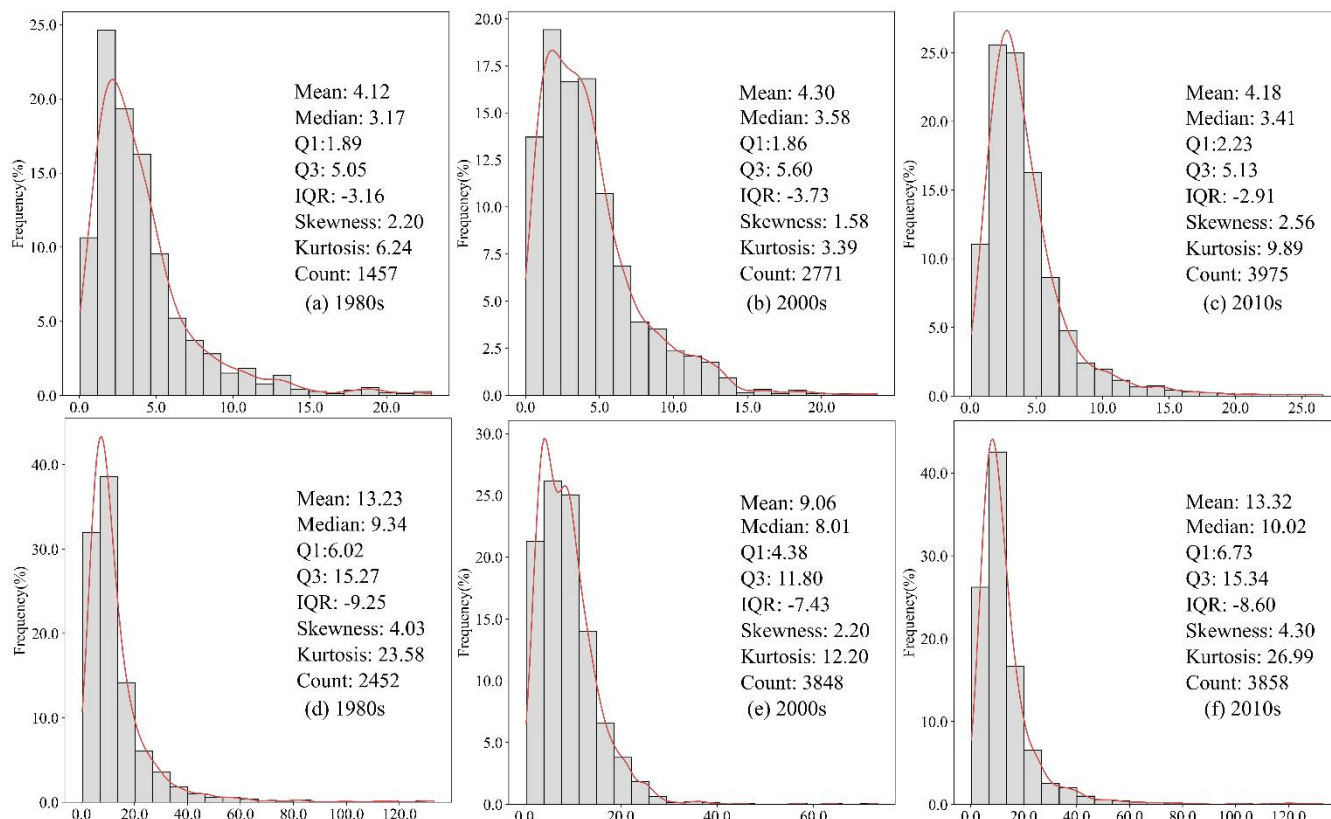 25.0
20.0
15.0
10.0
5.0
0.0
Frequency(%)
Mean: 4.12
Median: 3.17
Q1:1.89
Q3: 5.05
IQR: -3.16
Skewness: 2.20
Kurtosis: 6.24
Count: 1457
(a) 1980s
0.0 5.0 10.0 15.0 20.0
20.0
17.5
15.0
12.5
10.0
7.5
5.0
2.5
0.0
Frequency(%)
Mean: 4.30
Median: 3.58
Q1:1.86
Q3: 5.60
IQR: -3.73
Skewness: 1.58
Kurtosis: 3.39
Count: 2771
(b) 2000s
0.0 5.0 10.0 15.0 20.0
25.0
20.0
15.0
10.0
5.0
0.0
Frequency(%)
Mean: 4.18
Median: 3.41
Q1:2.23
Q3: 5.13
IQR: -2.91
Skewness: 2.56
Kurtosis: 9.89
Count: 3975
(c) 2010s
0.0 5.0 10.0 15.0 20.0 25.0
40.0
30.0
20.0
10.0
0.0
Frequency(%)
Mean: 13.23
Median: 9.34
Q1:6.02
Q3: 15.27
IQR: -9.25
Skewness: 4.03
Kurtosis: 23.58
Count: 2452
(d) 1980s
0.0 20.0 40.0 60.0 80.0 100.0 120.0
30.0
25.0
20.0
15.0
10.0
5.0
0.0
Frequency(%)
Mean: 9.06
Median: 8.01
Q1:4.38
Q3: 11.80
IQR: -7.43
Skewness: 2.20
Kurtosis: 12.20
Count: 3848
(e) 2000s
0.0 20.0 40.0 60.0
40.0
30.0
20.0
10.0
0.0
Frequency(%)
Mean: 13.32
Median: 10.02
Q1:6.73
Q3: 15.34
IQR: -8.60
Skewness: 4.30
Kurtosis: 26.99
Count: 3858
(f) 2010s
0.0 20.0 40.0 60.0 80.0 100.0 120.0